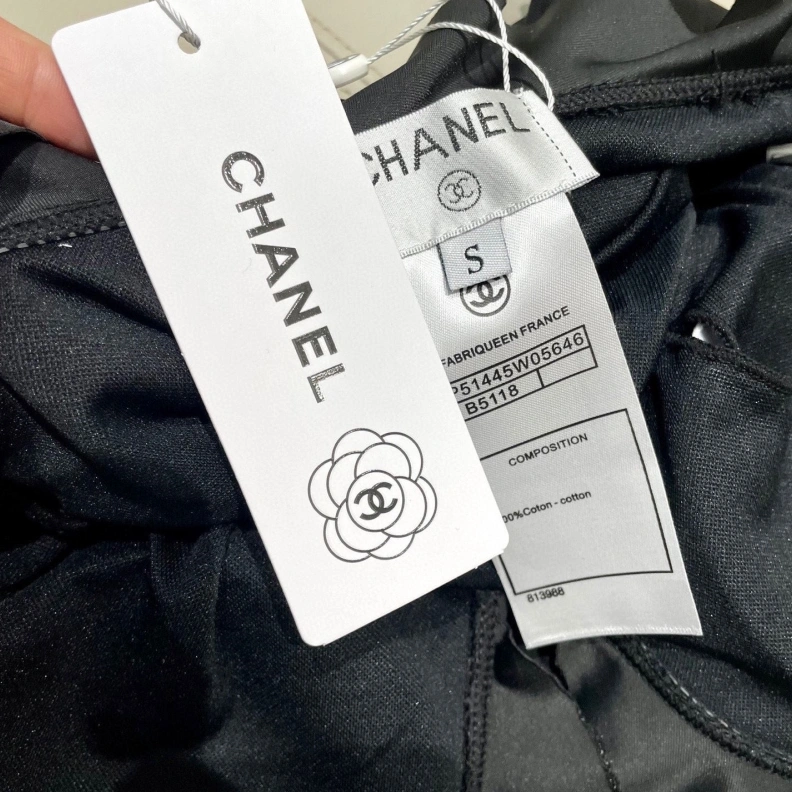 CHANEL
CHANEL
S
FABRIQUEEN FRANCE
P51445W05646
B5118
COMPOSITION
00%Coton - cotton
813988